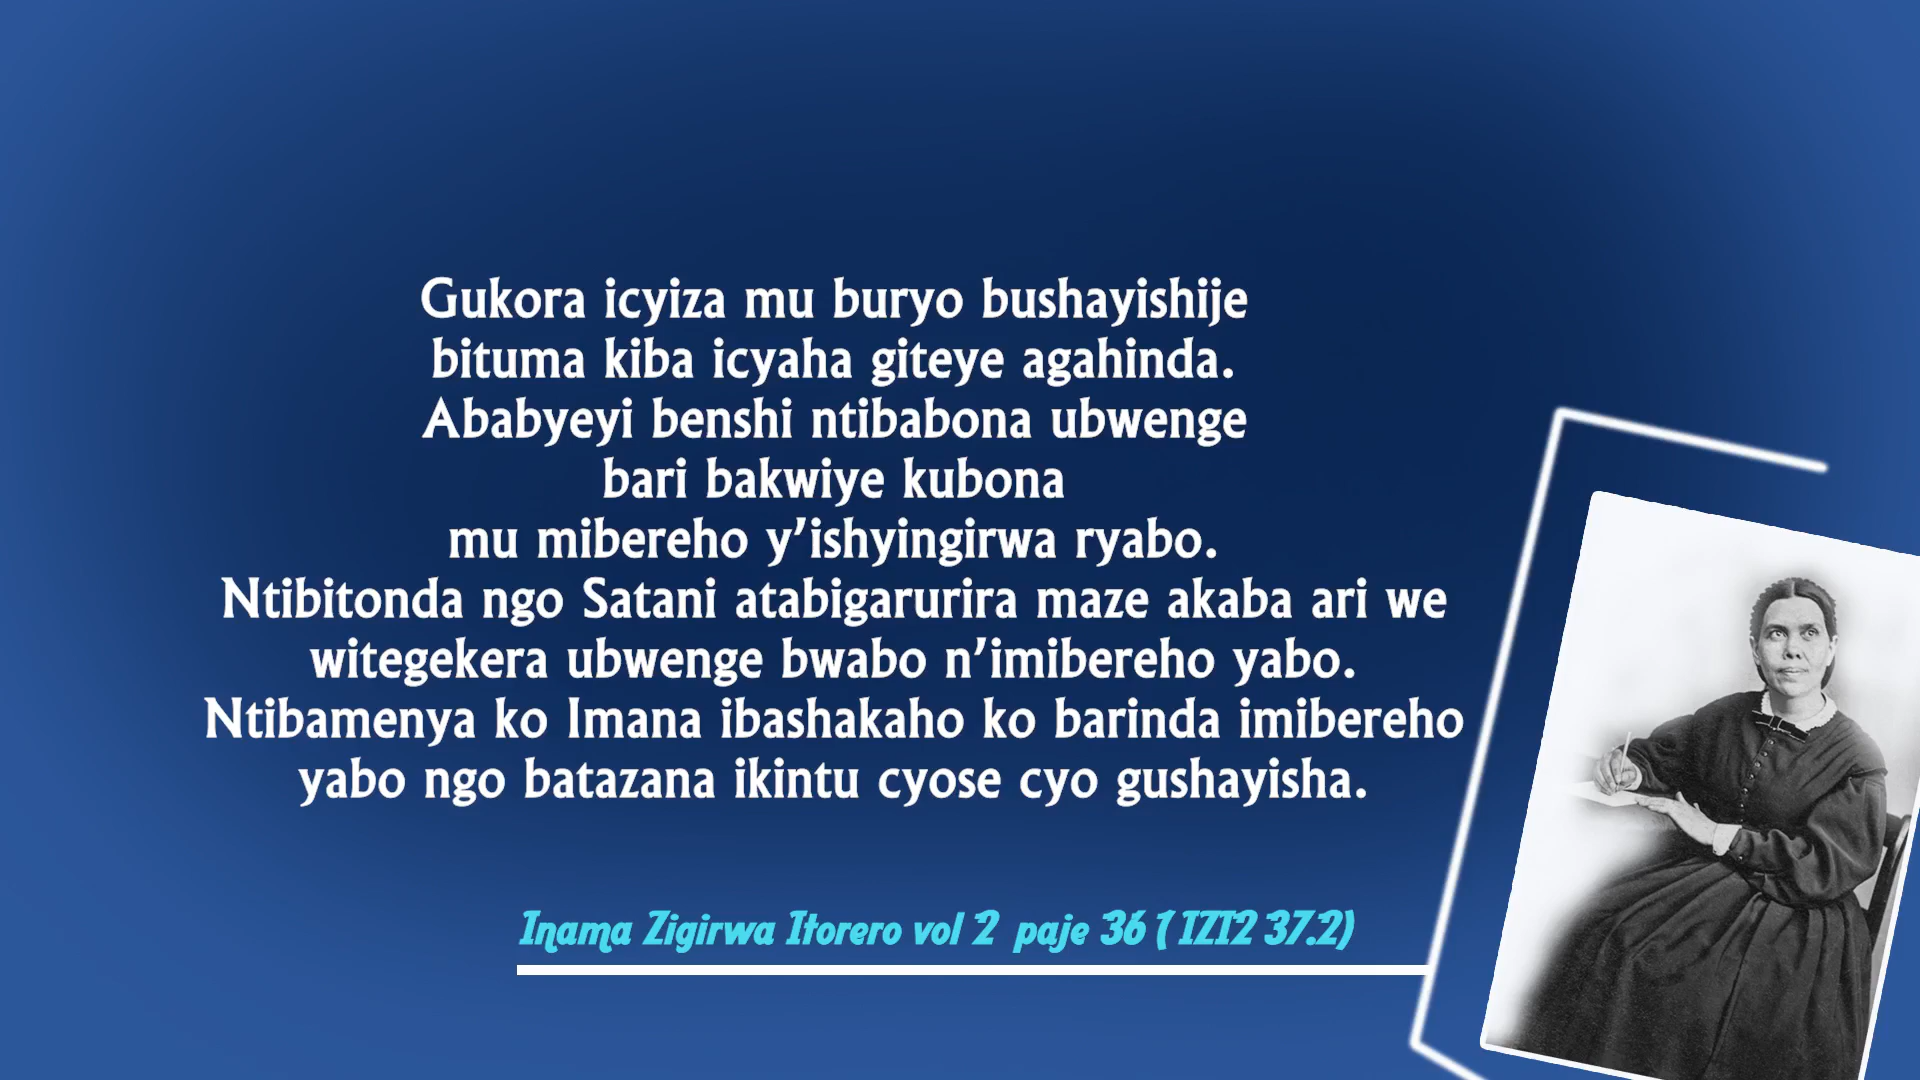 Gukora icyiza mu buryo bushayishije
bituma kiba icyaha giteye agahinda.
Ababyeyi benshi ntibabona ubwenge
bari bakwiye kubona
mu mibereho y’ishyingirwa ryabo.
Ntibitonda ngo Satani atabigarurira maze akaba ari we
witegekera ubwenge bwabo n’imibereho yabo.
Ntibamenya ko Imana ibashakaho ko barinda imibereho
yabo ngo batazana ikintu cyose cyo gushayisha.
Inama Zigirwa Itorero vol 2 paje 36 ( IZI2 37.2)